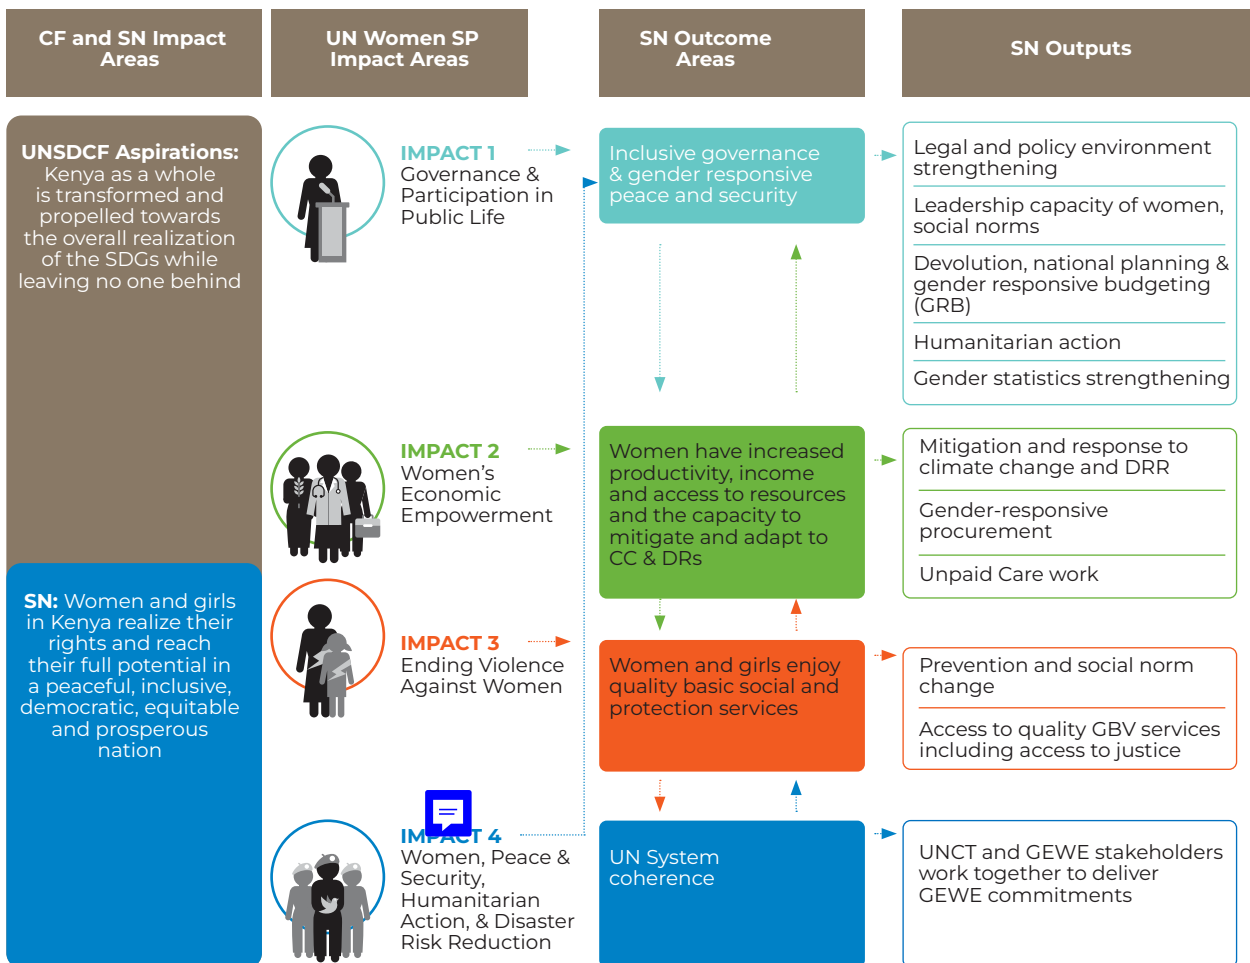 CF and SN Impact
Areas
UN Women SP
Impact Areas
SN Outcome
Areas
SN Outputs
UNSDCF Aspirations:
Kenya as a whole
is transformed and
propelled towards
the overall realization
of the SDGs while
leaving no one behind
SN: Women and girls
in Kenya realize their
rights and reach
their full potential in
a peaceful, inclusive,
democratic, equitable
and prosperous
nation
IMPACT 1
Governance &
Participation in
Public Life
IMPACT 2
Women's
Economic
Empowerment
IMPACT 3
Ending Violence
Against Women
IMPACT 4
Women, Peace &
Security,
Humanitarian
Action, & Disaster
Risk Reduction
Inclusive governance
& gender responsive
peace and security
Women have increased
productivity, income
and access to resources
and the capacity to
mitigate and adapt to
CC & DRs
Women and girls enjoy
quality basic social and
protection services
UN System
coherence
Legal and policy environment
strengthening
Leadership capacity of women,
social norms
Devolution, national planning &
gender responsive budgeting
(GRB)
Humanitarian action
Gender statistics strengthening
Mitigation and response to
climate change and DRR
Gender-responsive
procurement
Unpaid Care work
Prevention and social norm
change
Access to quality GBV services
including access to justice
UNCT and GEWE stakeholders
work together to deliver
GEWE commitments